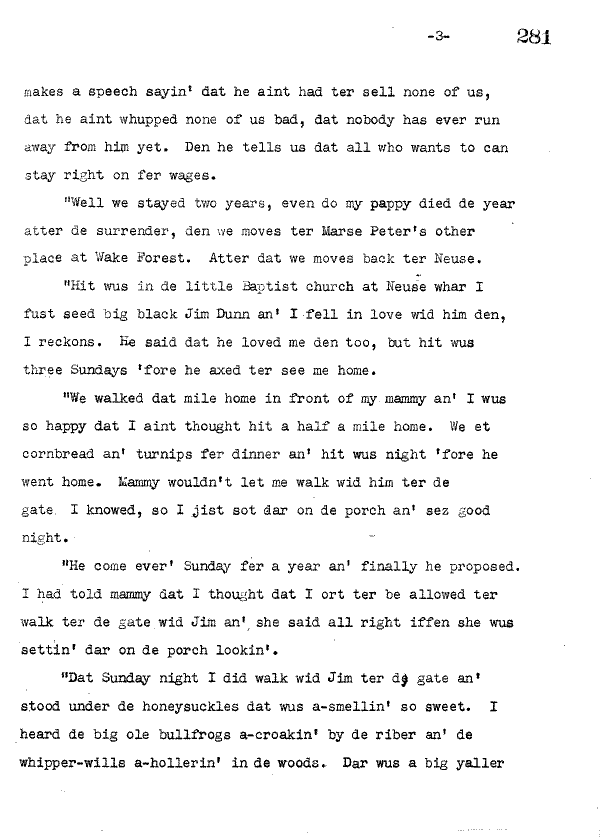 -3- 281
makes a speech sayin' dat he aint had ter sell none of us,
dat he aint whupped none of us bad, dat nobody has ever run
away from him yet. Den he tells us dat all who wants to can
stay right on fer wages.
"Well we stayed two years, even do my pappy died de year
atter de surrender, den we moves ter Marse Peter's other
place at Wake Forest. Atter dat we moves back ter Neuse.
"Hit wus in de little Baptist church at Neuse whar I
fust seed big black Jim Dunn an' I fell in love wid him den,
I reckons. He said dat he loved me den too, but hit wus
three Sundays 'fore he axed ter see me home.
"We walked dat mile home in front of my mammy an' I wus
so happy dat I aint thought hit a half a mile home. We et
cornbread an' turnips fer dinner an' hit wus night 'fore he
went home. Mammy wouldn't let me walk wid him ter de
gate I knowed, so I jist sot dar on de porch an' sez good
night.
"He come ever' Sunday fer a year an' finally he proposed.
I had told mammy dat I thought dat I ort ter be allowed ter
walk ter de gate wid Jim an' she said all right iffen she wus
settin' dar on de porch lookin'.
"Dat Sunday night I did walk wid Jim ter de gate an'
stood under de honeysuckles dat wus a-smellin' so sweet. I
heard de big ole bullfrogs a-croakin' by de riber an' de
whipper-wills a-hollerin' in de woods. Dar wus a big yaller